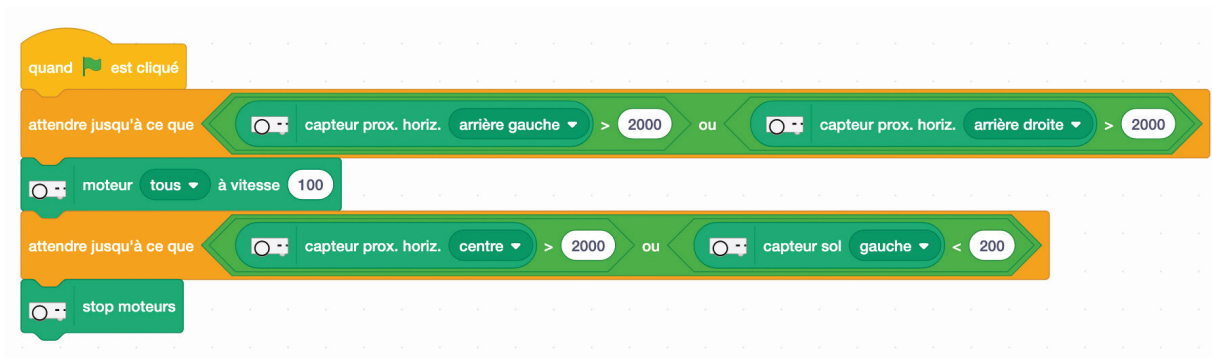 quand est cliqué
attendre jusqu'à ce que capteur prox. horiz. arrière gauche > 2000 ou capteur prox. horiz. arrière droite > 2000
moteur tous à vitesse 100
attendre jusqu'à ce que capteur prox. horiz. centre > 2000 ou capteur sol gauche < 200
stop moteurs